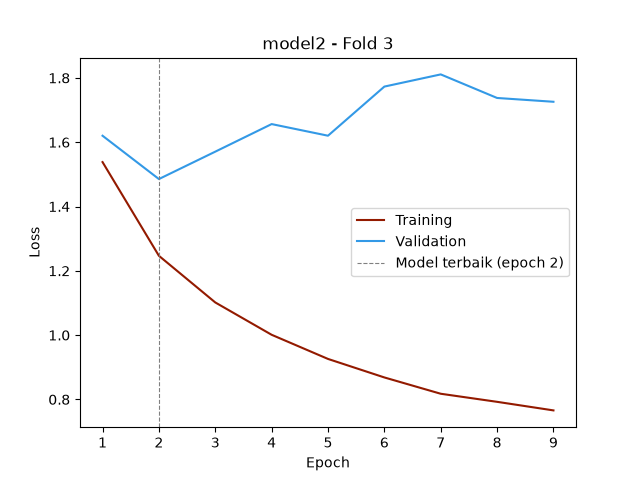 model2 - Fold 3
1.8
1.6
1.4
1.2
1.0
0.8
Loss
Training
Validation
Model terbaik (epoch 2)
1 2 3 4 5 6 7 8 9
Epoch